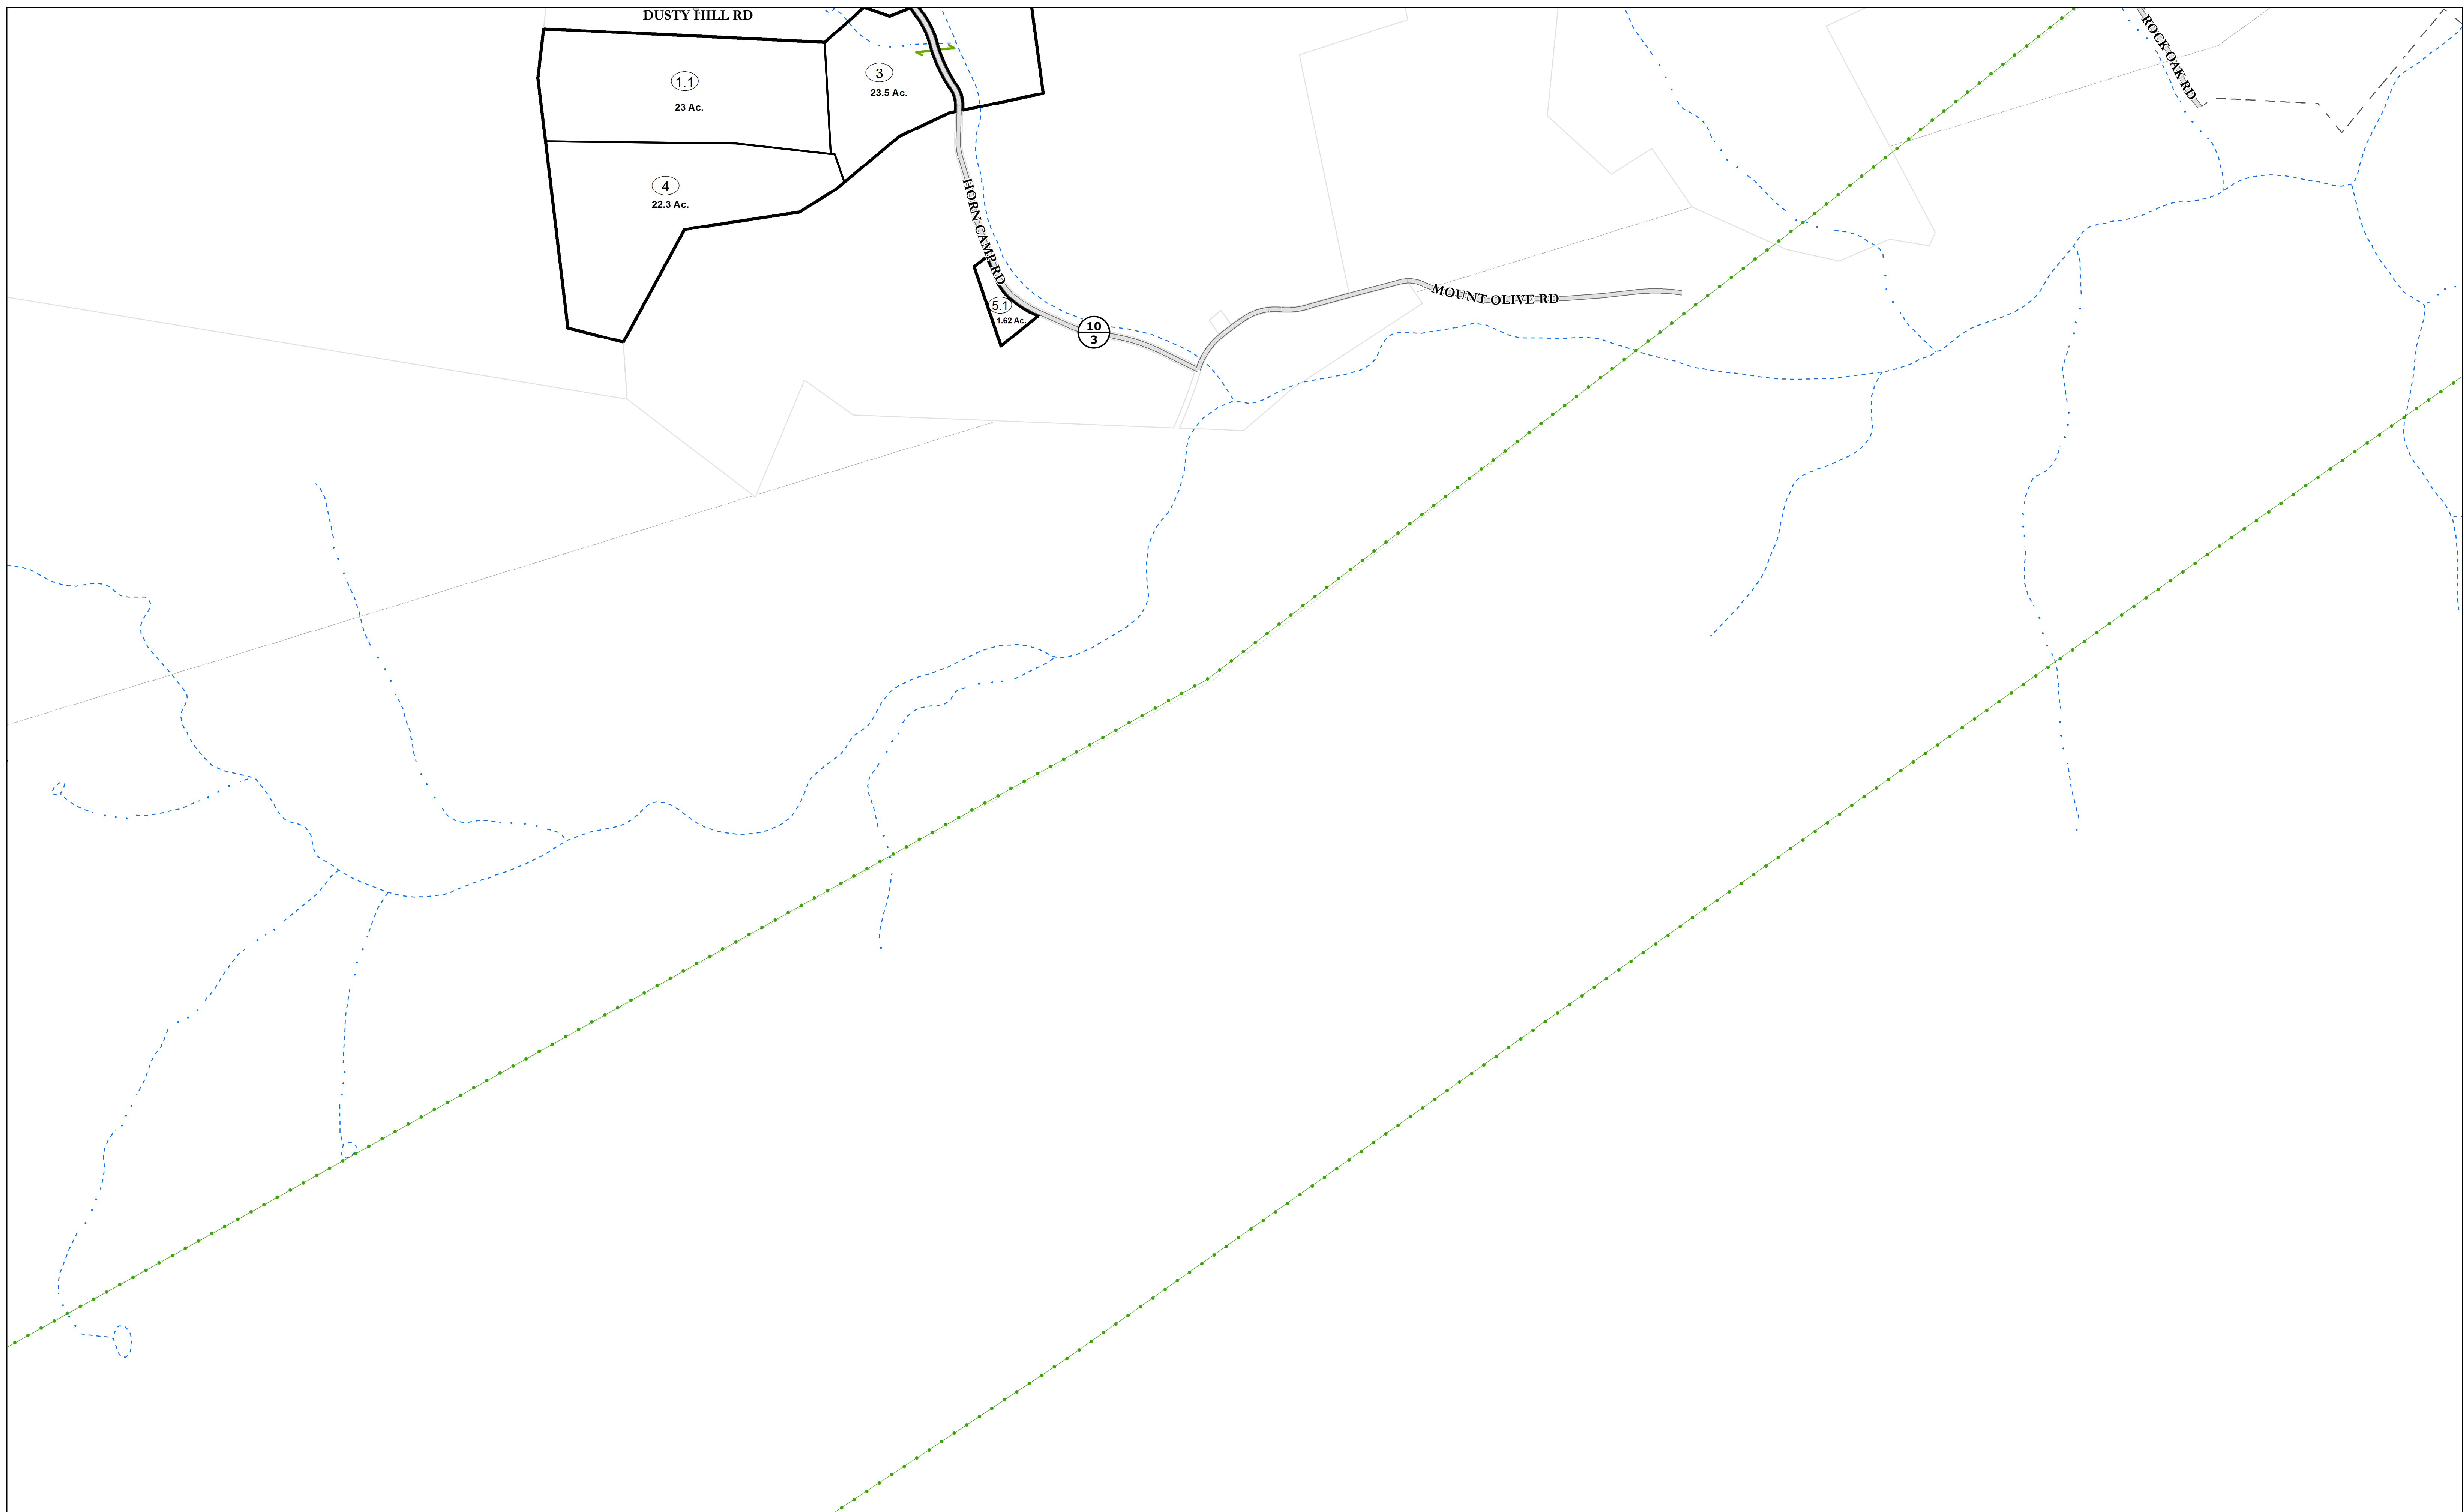 DUSTY HILL RD
ROCK OAK RD
3
23.5 Ac.
1.1
23 Ac.
4
22.3 Ac.
HORN CAMP RD
MOUNT OLIVE RD
5.1
1.62 Ac.
10
3